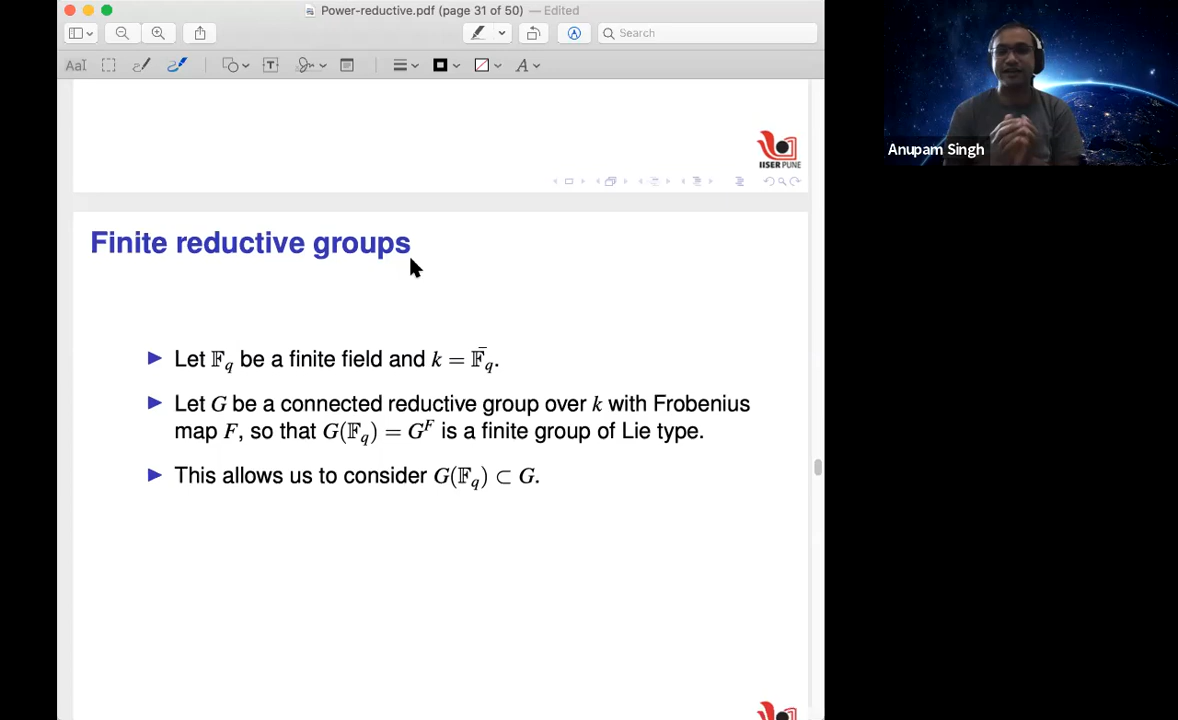 Power-reductive.pdf (page 31 of 50) — Edited
Search
AaI
T
A
IISER PUNE
Anupam Singh
Finite reductive groups
Let 𝔽_q be a finite field and k = 𝔽̄_q.
Let G be a connected reductive group over k with Frobenius
map F, so that G(𝔽_q) = G^F is a finite group of Lie type.
This allows us to consider G(𝔽_q) ⊂ G.